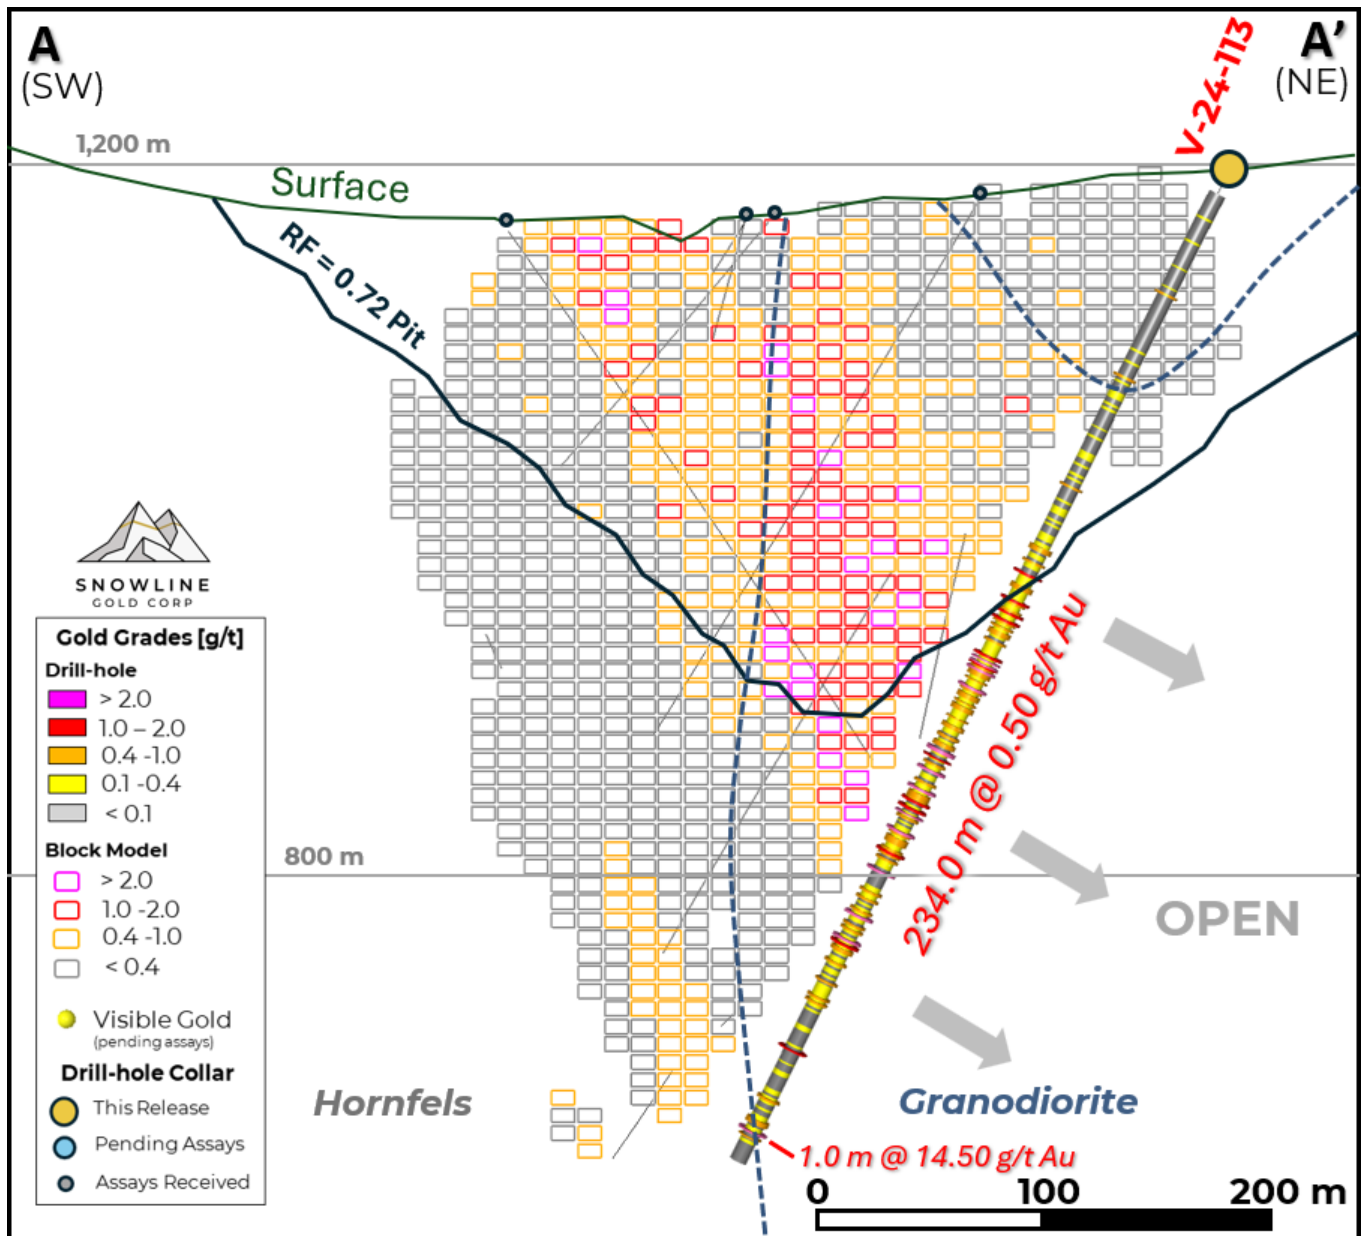 A
(SW)
A’
(NE)
V-24-113
1,200 m
Surface
RF = 0.72 Pit
SNOWLINE
GOLD CORP
Gold Grades [g/t]
Drill-hole
> 2.0
1.0 – 2.0
0.4 -1.0
0.1 -0.4
< 0.1
Block Model
> 2.0
1.0 -2.0
0.4 -1.0
< 0.4
Visible Gold
(pending assays)
Drill-hole Collar
This Release
Pending Assays
Assays Received
234.0 m @ 0.50 g/t Au
800 m
OPEN
Hornfels
Granodiorite
1.0 m @ 14.50 g/t Au
0 100 200 m